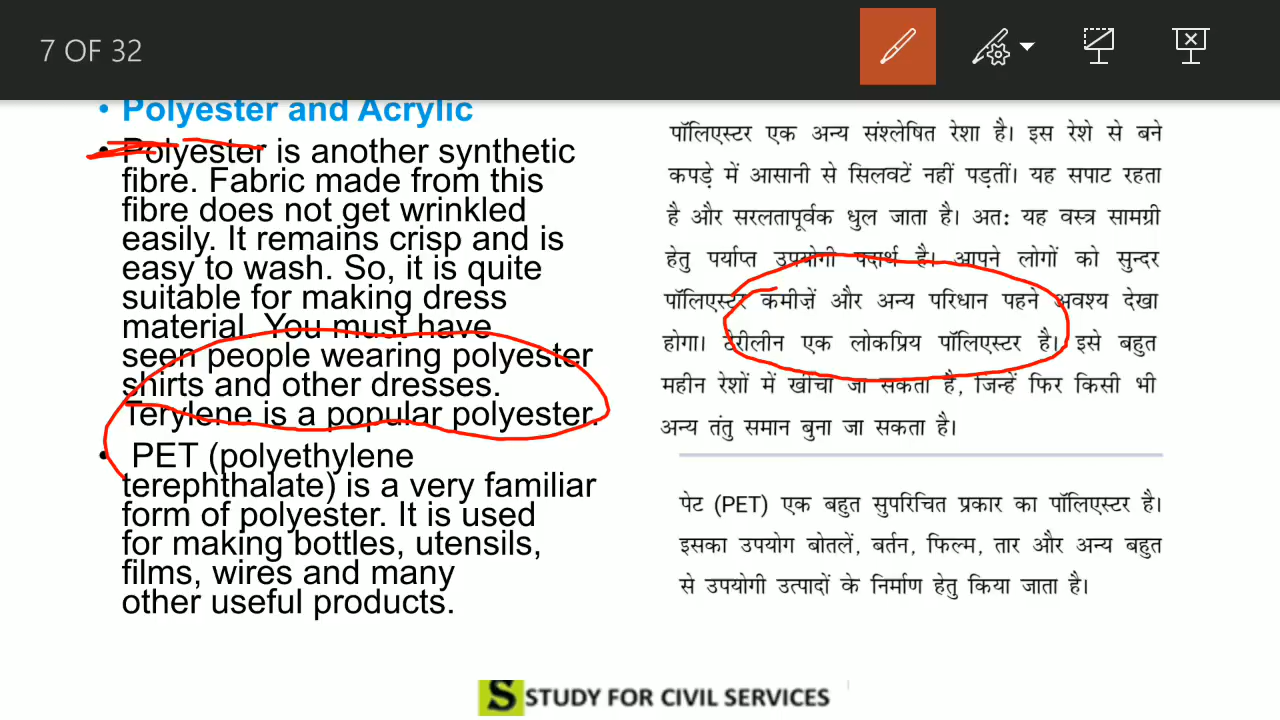 7 OF 32
• Polyester and Acrylic
• Polyester is another synthetic
fibre. Fabric made from this
fibre does not get wrinkled
easily. It remains crisp and is
easy to wash. So, it is quite
suitable for making dress
material. You must have
seen people wearing polyester
shirts and other dresses.
Terylene is a popular polyester.
• PET (polyethylene
terephthalate) is a very familiar
form of polyester. It is used
for making bottles, utensils,
films, wires and many
other useful products.
पॉलिएस्टर एक अन्य संश्लेषित रेशा है। इस रेशे से बने
कपड़े में आसानी से सिलवटें नहीं पड़तीं। यह सपाट रहता
है और सरलतापूर्वक धुल जाता है। अतः यह वस्त्र सामग्री
हेतु पर्याप्त उपयोगी पदार्थ है। आपने लोगों को सुन्दर
पॉलिएस्टर कमीज़ें और अन्य परिधान पहने अवश्य देखा
होगा। टेरीलीन एक लोकप्रिय पॉलिएस्टर है। इसे बहुत
महीन रेशों में खींचा जा सकता है, जिन्हें फिर किसी भी
अन्य तंतु समान बुना जा सकता है।
पेट (PET) एक बहुत सुपरिचित प्रकार का पॉलिएस्टर है।
इसका उपयोग बोतलें, बर्तन, फिल्म, तार और अन्य बहुत
से उपयोगी उत्पादों के निर्माण हेतु किया जाता है।
S STUDY FOR CIVIL SERVICES